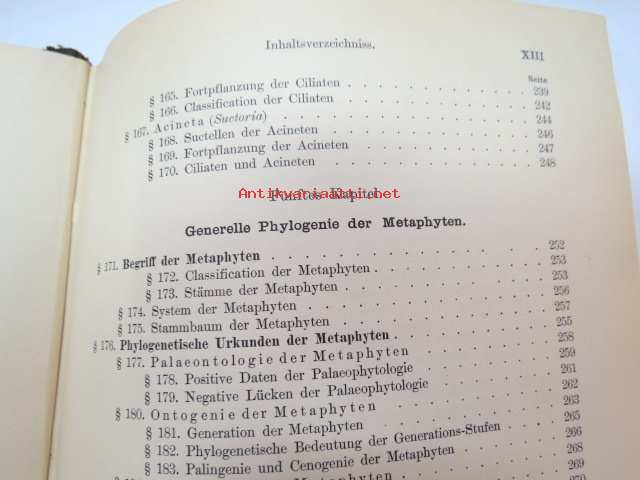 Inhaltsverzeichniss.
XIII
Seite
§ 165. Fortpflanzung der Ciliaten . . . . . . . . . 239
§ 166. Classification der Ciliaten . . . . . . . . . 242
§ 167. Acineta (Suctoria) . . . . . . . . . 244
§ 168. Suctellen der Acineten . . . . . . . . . 246
§ 169. Fortpflanzung der Acineten . . . . . . . . . 247
§ 170. Ciliaten und Acineten . . . . . . . . . 248
Fünftes Kapitel.
Antikvariaatti.net
Generelle Phylogenie der Metaphyten.
§ 171. Begriff der Metaphyten . . . . . . . . . 252
§ 172. Classification der Metaphyten . . . . . . . . . 253
§ 173. Stämme der Metaphyten . . . . . . . . . 253
§ 174. System der Metaphyten . . . . . . . . . 256
§ 175. Stammbaum der Metaphyten . . . . . . . . . 257
§ 176. Phylogenetische Urkunden der Metaphyten . . . . . . . . . 255
§ 177. Palaeontologie der Metaphyten . . . . . . . . . 258
§ 178. Positive Daten der Palaeophytologie . . . . . . . . . 259
§ 179. Negative Lücken der Palaeophytologie . . . . . . . . . 261
§ 180. Ontogenie der Metaphyten . . . . . . . . . 262
§ 181. Generation der Metaphyten . . . . . . . . . 263
§ 182. Phylogenetische Bedeutung der Generations-Stufen . . . 265
§ 183. Palingenie und Cenogenie der Metaphyten . . . . . . 266
268
269
270